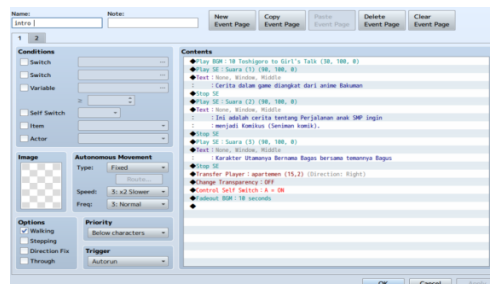 Name:
Note:
intro
New Event Page
Copy Event Page
Paste Event Page
Delete Event Page
Clear Event Page
1 2
Conditions
Switch
Switch
Variable
Self Switch
Item
Actor
Image
Autonomous Movement
Type: Fixed
Route...
Speed: 5: x2 Slower
Freq: 3: Normal
Options
Walking
Stepping
Direction Fix
Through
Priority
Below characters
Trigger
Autorun
Contents
◆Play BGM : 10 Toshigoro is Girl's Talk (30, 100, 0)
◆Play SE : Suara (1) (90, 100, 0)
◆Text : None, Window, Middle
: : Cerita dalam game diangkat dari anime Bakuman
◆Stop SE
◆Play SE : Suara (2) (90, 100, 0)
◆Text : None, Window, Middle
: : Ini adalah cerita tentang Perjalanan anak SMP ingin
: : menjadi Komikus (Seniman komik).
◆Stop SE
◆Play SE : Suara (3) (90, 100, 0)
◆Text : None, Window, Middle
: : Karakter Utamanya Bernama Bagas bersama temannya Bagus
◆Stop SE
◆Transfer Player : apartemen (15,2) (Direction: Right)
◆Change Transparency : OFF
◆Control Self Switch : A = ON
◆Fadeout BGM : 10 seconds
◆
OK
Cancel
Apply